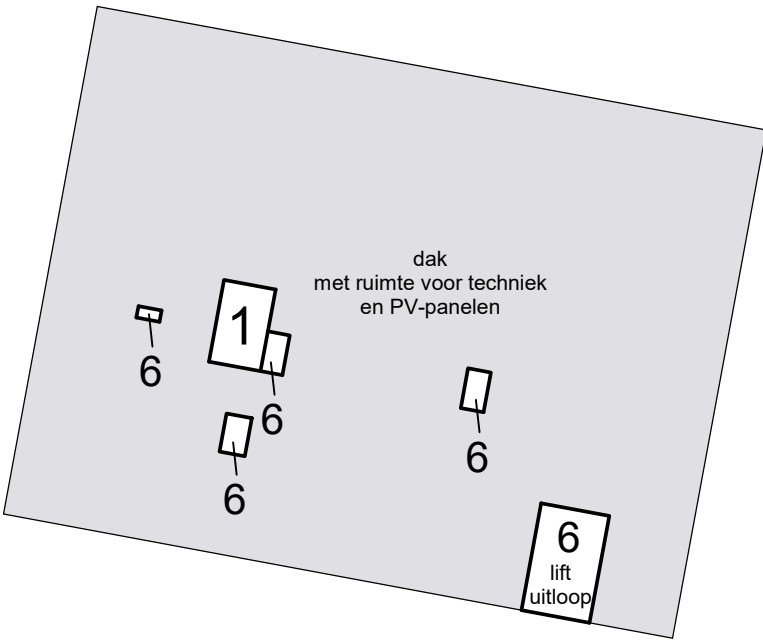 dak
met ruimte voor techniek
en PV-panelen
1
6
6
6
6
6
lift
uitloop